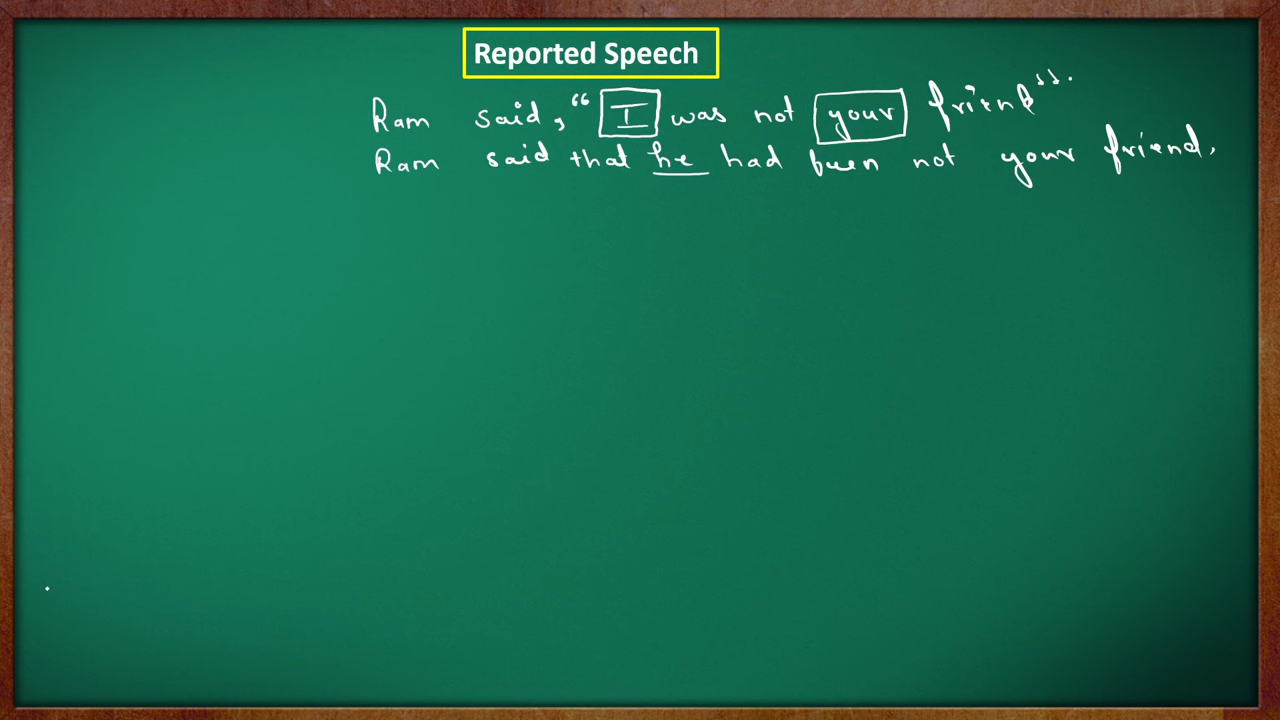 Reported Speech
Ram said, "I was not your friend".
Ram said that he had been not your friend.